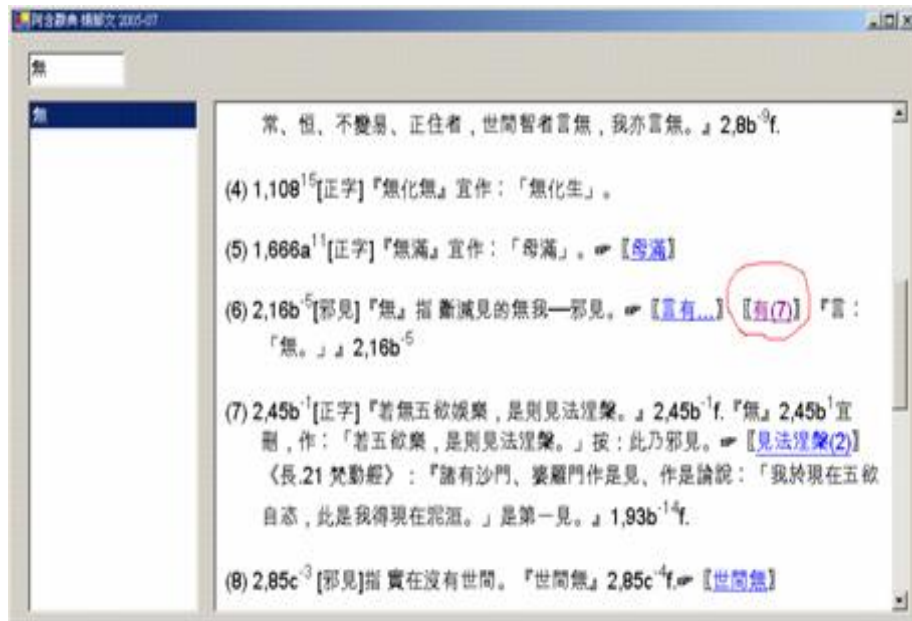 阿含辭典 楊郁文 2005-07
無
無
常、恒、不變易、正住者，世間智者言無，我亦言無。』2,8b⁻⁹f.
(4) 1,108¹⁵[正字]『無化無』宜作：「無化生」。
(5) 1,666a¹¹[正字]『無滿』宜作：「毋滿」。☞〖毋滿〗
(6) 2,16b⁻⁵[邪見]『無』指 斷滅見的無我──邪見。☞〖言有...〗〖有(7)〗『言：
「無。」』2,16b⁻⁵
(7) 2,45b⁻¹[正字]『若無五欲娛樂，是則見法涅槃。』2,45b⁻¹f.『無』2,45b¹宜
刪，作：「若五欲樂，是則見法涅槃。」按：此乃邪見。☞〖見法涅槃(2)〗
《長.21 梵動經》：『諸有沙門、婆羅門作是見、作是論說：「我於現在五欲
自恣，此是我得現在泥洹。」是第一見。』1,93b⁻¹⁴f.
(8) 2,85c⁻³ [邪見]指 實在沒有世間。『世間無』2,85c⁻⁴f.☞〖世間無〗